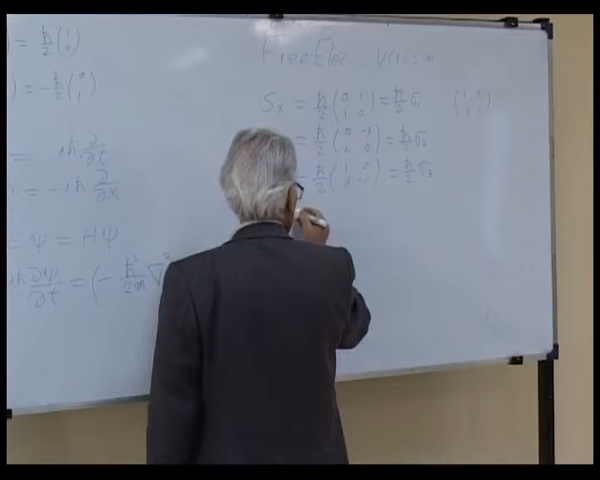 ) = ħ/2 (1 0)
) = - ħ/2 (0 1)
= iħ ∂/∂t
= - iħ ∂/∂x
= Ψ = HΨ
iħ ∂Ψ/∂t = (- ħ²/2m ∇²
Free Elec V(r) = 0
Sx = ħ/2 (0 1 1 0) = ħ/2 σ₁
= ħ/2 (0 -i i 0) = ħ/2 σ₂
= ħ/2 (1 0 0 -1) = ħ/2 σ₃